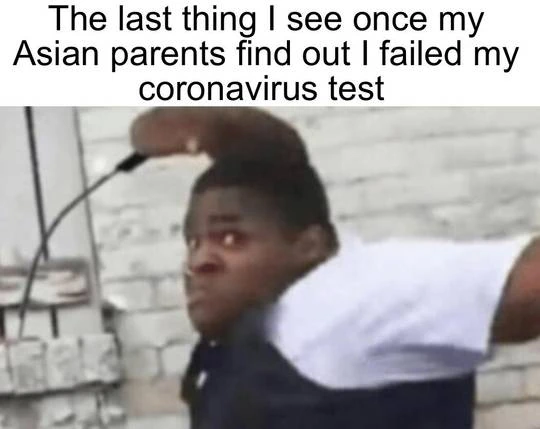 The last thing I see once my
Asian parents find out I failed my
coronavirus test